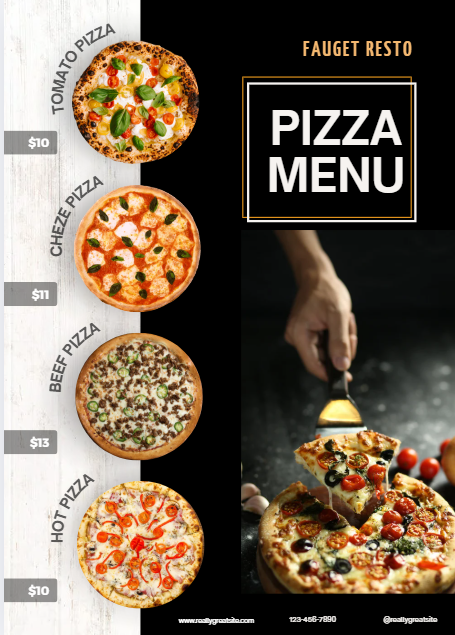 FAUGET RESTO
PIZZA
MENU
TOMATO PIZZA
$10
CHEZE PIZZA
$11
BEEF PIZZA
$13
HOT PIZZA
$10
www.reallygreatsite.com
123-456-7890
@reallygreatsite